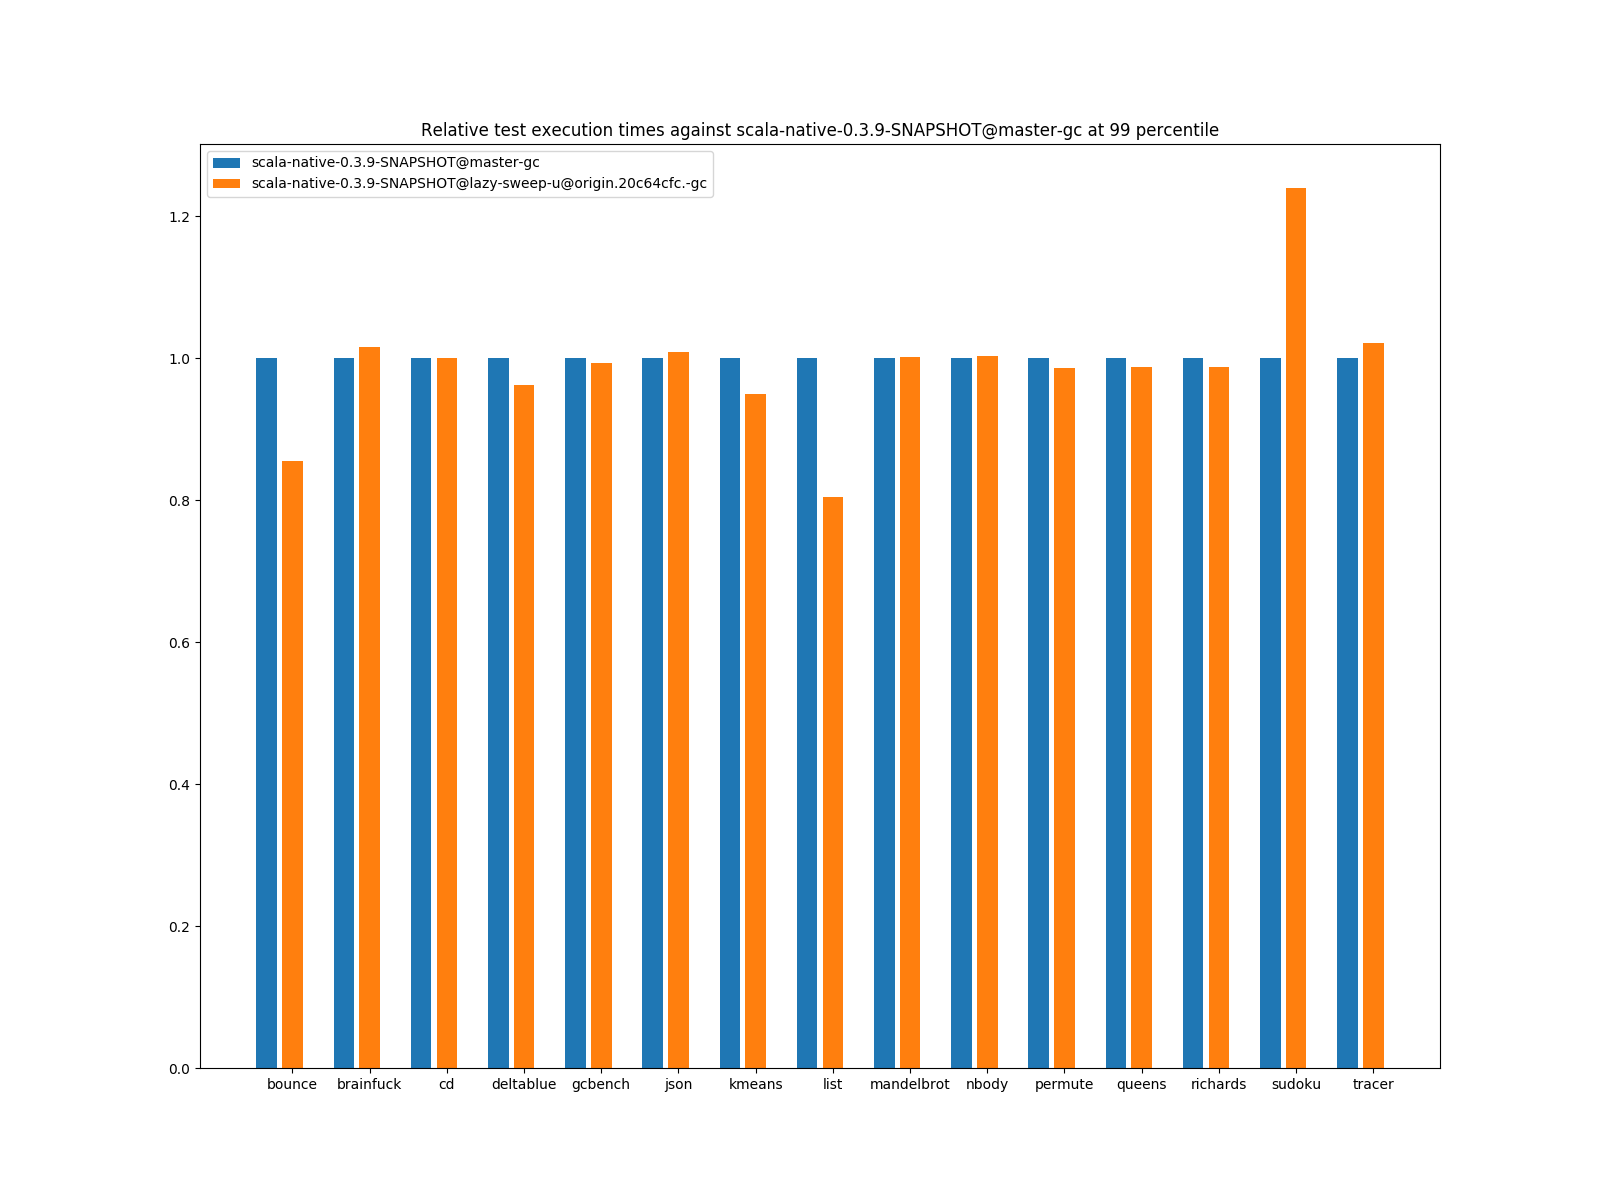 Relative test execution times against scala-native-0.3.9-SNAPSHOT@master-gc at 99 percentile
scala-native-0.3.9-SNAPSHOT@master-gc
scala-native-0.3.9-SNAPSHOT@lazy-sweep-u@origin.20c64cfc.-gc
1.2
1.0
0.8
0.6
0.4
0.2
0.0
bounce brainfuck cd deltablue gcbench json kmeans list mandelbrot nbody permute queens richards sudoku tracer